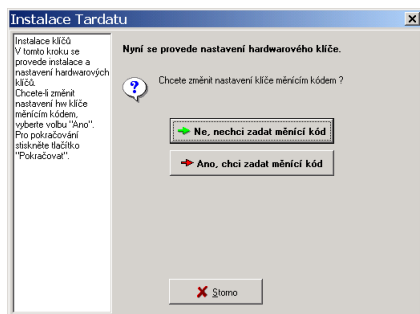 Instalace Tardatu
Instalace klíčů
V tomto kroku se
provede instalace a
nastavení hardwarových
klíčů.
Chcete-li změnit
nastavení hw klíče
měnícím kódem,
vyberte volbu "Ano".
Pro pokračování
stiskněte tlačítko
"Pokračovat".
Nyní se provede nastavení hardwarového klíče.
Chcete změnit nastavení klíče měnícím kódem ?
Ne, nechci zadat měnící kód
Ano, chci zadat měnící kód
Storno